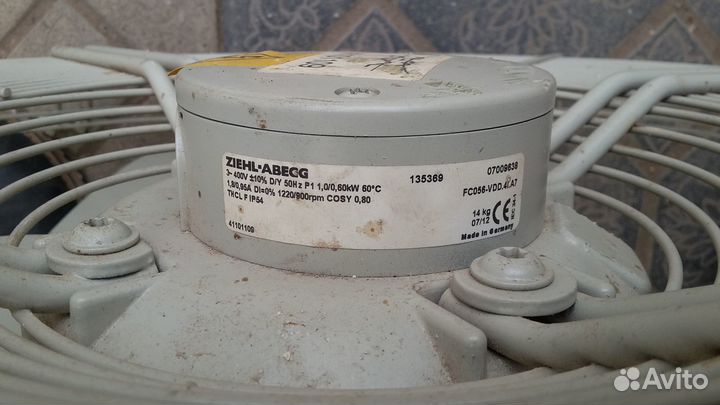 ZIEHL-ABEGG
135369
07009638
3~ 400V ±10% D/Y 50Hz P1 1,0/0,60kW 60°C
FC056-VDD.4I.A7
1,8/0,95A DI=0% 1220/900rpm COSY 0,80
THCL F IP54
14 kg
07/12
CE
41101109
Made in Germany
Avito